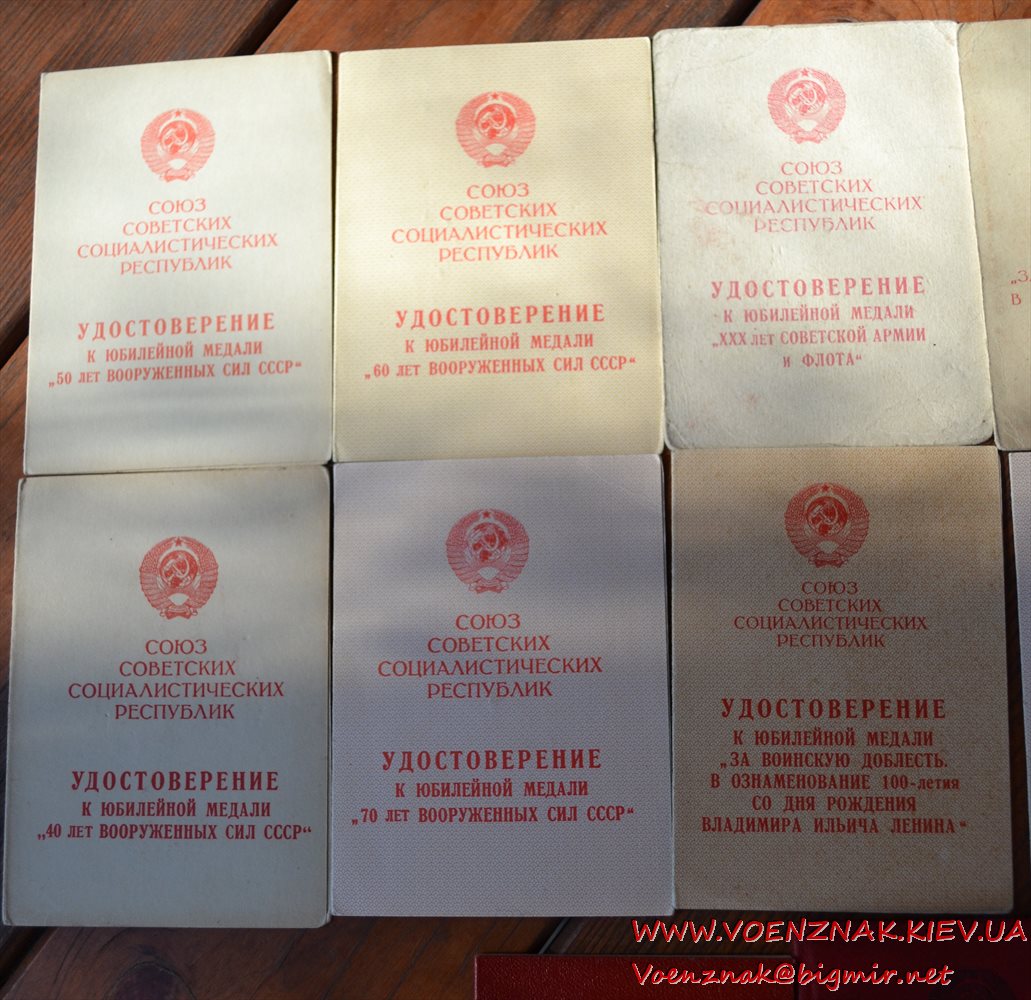 СОЮЗ
СОВЕТСКИХ
СОЦИАЛИСТИЧЕСКИХ
РЕСПУБЛИК
УДОСТОВЕРЕНИЕ
К ЮБИЛЕЙНОЙ МЕДАЛИ
„50 ЛЕТ ВООРУЖЕННЫХ СИЛ СССР“
СОЮЗ
СОВЕТСКИХ
СОЦИАЛИСТИЧЕСКИХ
РЕСПУБЛИК
УДОСТОВЕРЕНИЕ
К ЮБИЛЕЙНОЙ МЕДАЛИ
„60 ЛЕТ ВООРУЖЕННЫХ СИЛ СССР“
СОЮЗ
СОВЕТСКИХ
СОЦИАЛИСТИЧЕСКИХ
РЕСПУБЛИК
УДОСТОВЕРЕНИЕ
К ЮБИЛЕЙНОЙ МЕДАЛИ
„XXX ЛЕТ СОВЕТСКОЙ АРМИИ
И ФЛОТА“
„З
В
СОЮЗ
СОВЕТСКИХ
СОЦИАЛИСТИЧЕСКИХ
РЕСПУБЛИК
УДОСТОВЕРЕНИЕ
К ЮБИЛЕЙНОЙ МЕДАЛИ
„40 ЛЕТ ВООРУЖЕННЫХ СИЛ СССР“
СОЮЗ
СОВЕТСКИХ
СОЦИАЛИСТИЧЕСКИХ
РЕСПУБЛИК
УДОСТОВЕРЕНИЕ
К ЮБИЛЕЙНОЙ МЕДАЛИ
„70 ЛЕТ ВООРУЖЕННЫХ СИЛ СССР“
СОЮЗ
СОВЕТСКИХ
СОЦИАЛИСТИЧЕСКИХ
РЕСПУБЛИК
УДОСТОВЕРЕНИЕ
К ЮБИЛЕЙНОЙ МЕДАЛИ
„ЗА ВОИНСКУЮ ДОБЛЕСТЬ.
В ОЗНАМЕНОВАНИЕ 100-летия
СО ДНЯ РОЖДЕНИЯ
ВЛАДИМИРА ИЛЬИЧА ЛЕНИНА“
WWW.VOENZNAK.KIEV.UA
Voenznak@bigmir.net